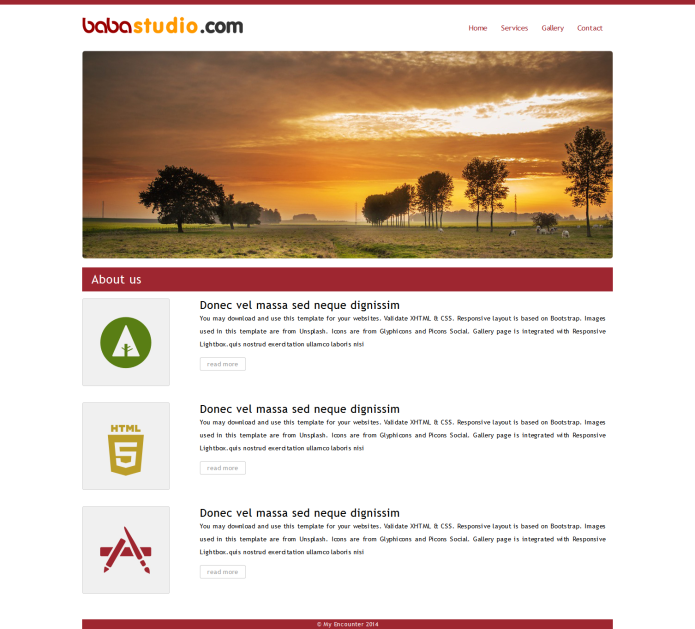 babastudio.com
Home Services Gallery Contact
About us
Donec vel massa sed neque dignissim
You may download and use this template for your websites. Validate XHTML & CSS. Responsive layout is based on Bootstrap. Images
used in this template are from Unsplash. Icons are from Glyphicons and Picons Social. Gallery page is integrated with Responsive
Lightbox.quis nostrud exercitation ullamco laboris nisi
read more
HTML
5
Donec vel massa sed neque dignissim
You may download and use this template for your websites. Validate XHTML & CSS. Responsive layout is based on Bootstrap. Images
used in this template are from Unsplash. Icons are from Glyphicons and Picons Social. Gallery page is integrated with Responsive
Lightbox.quis nostrud exercitation ullamco laboris nisi
read more
Donec vel massa sed neque dignissim
You may download and use this template for your websites. Validate XHTML & CSS. Responsive layout is based on Bootstrap. Images
used in this template are from Unsplash. Icons are from Glyphicons and Picons Social. Gallery page is integrated with Responsive
Lightbox.quis nostrud exercitation ullamco laboris nisi
read more
© My Encounter 2014